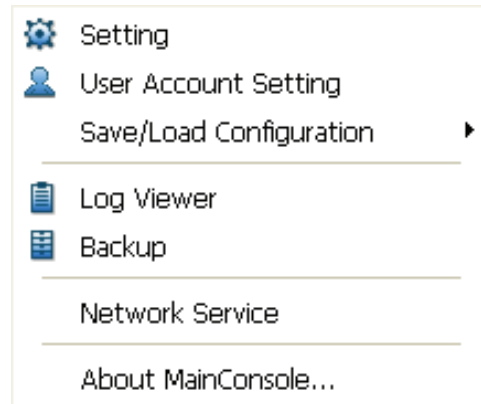 Setting
User Account Setting
Save/Load Configuration
Log Viewer
Backup
Network Service
About MainConsole...